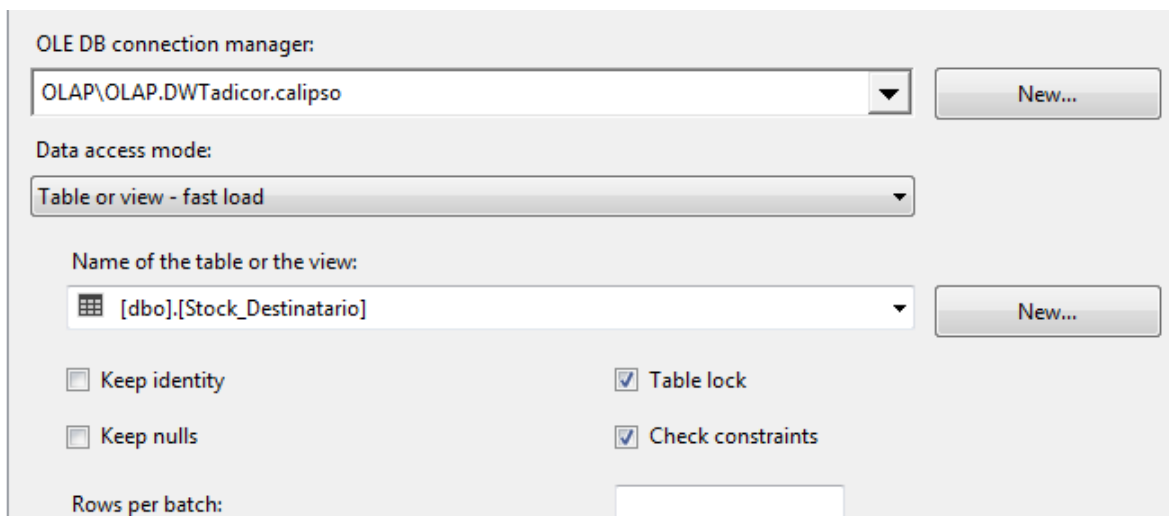 OLE DB connection manager:
OLAP\OLAP.DWTadicor.calipso
New...
Data access mode:
Table or view - fast load
Name of the table or the view:
[dbo].[Stock_Destinatario]
New...
Keep identity
Table lock
Keep nulls
Check constraints
Rows per batch: